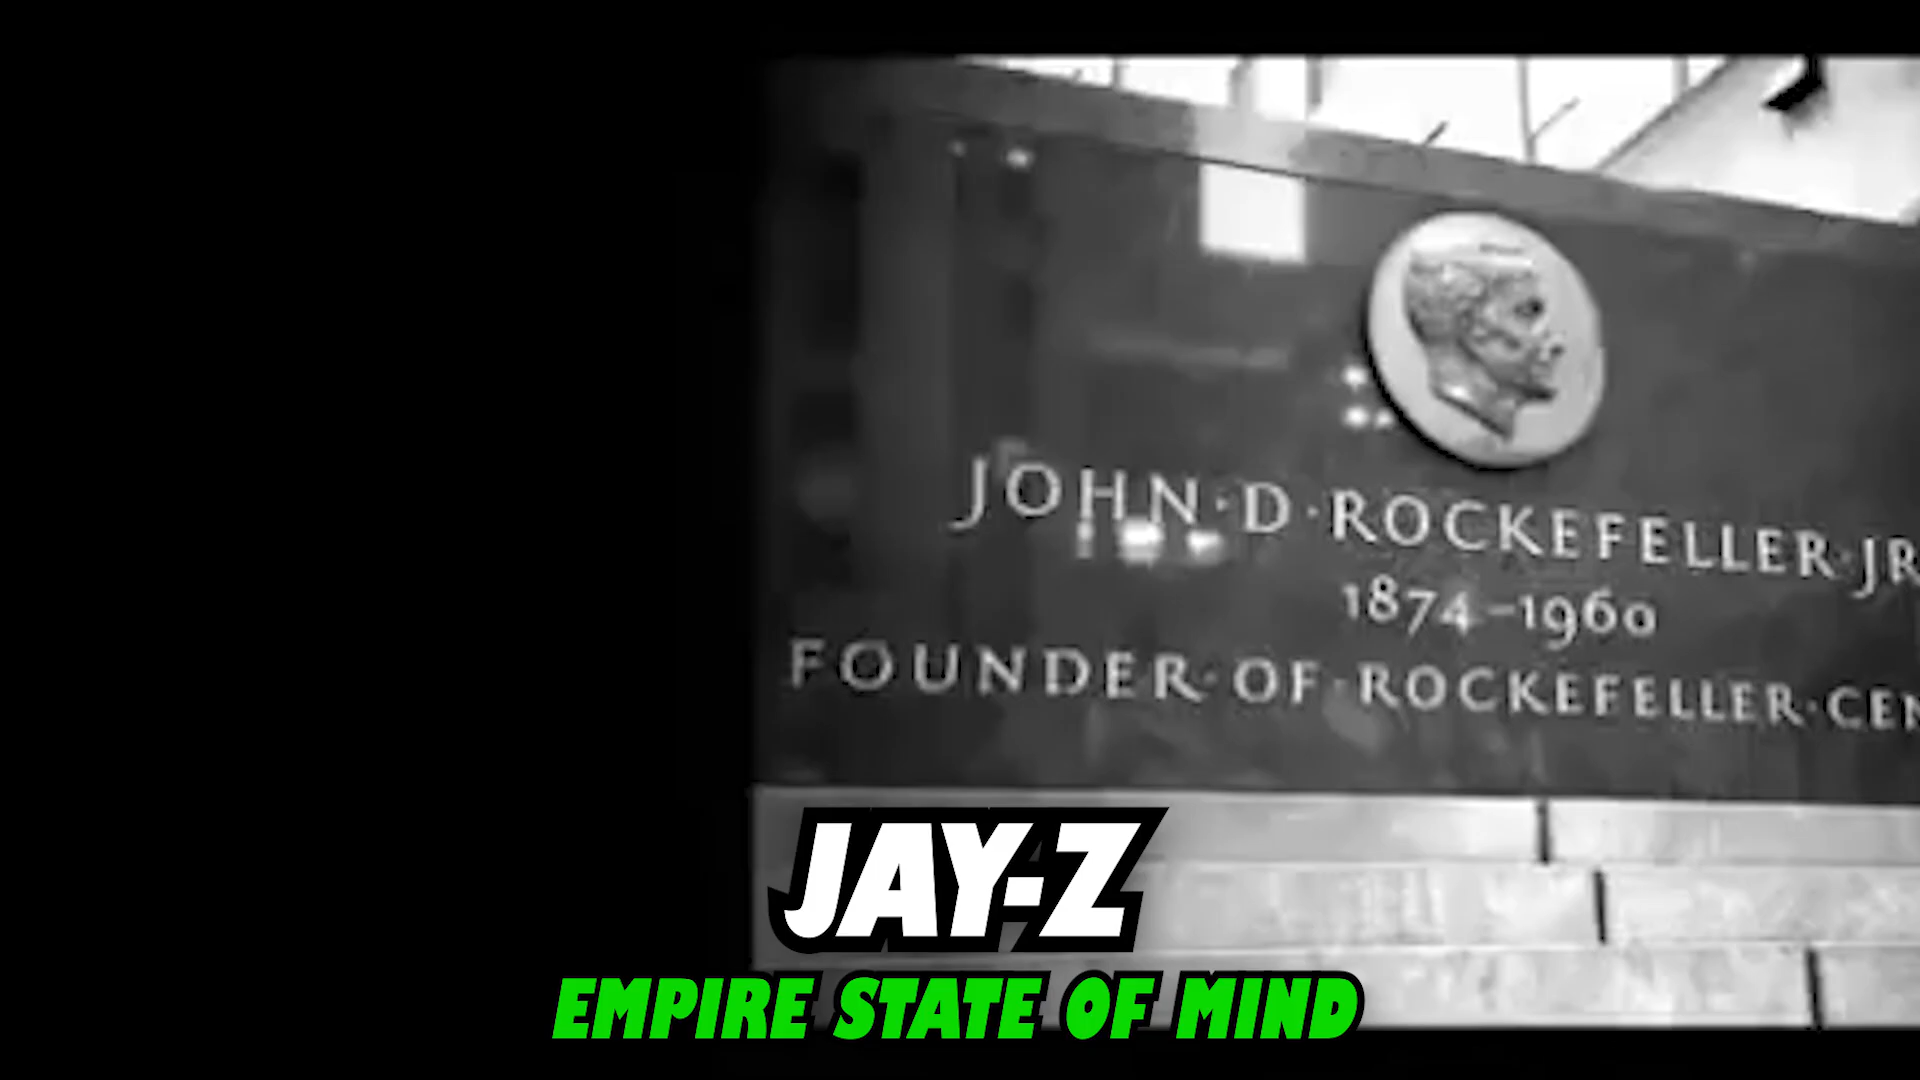 JOHN·D·ROCKEFELLER·JR
1874–1960
FOUNDER·OF·ROCKEFELLER·CEN
JAY-Z
EMPIRE STATE OF MIND